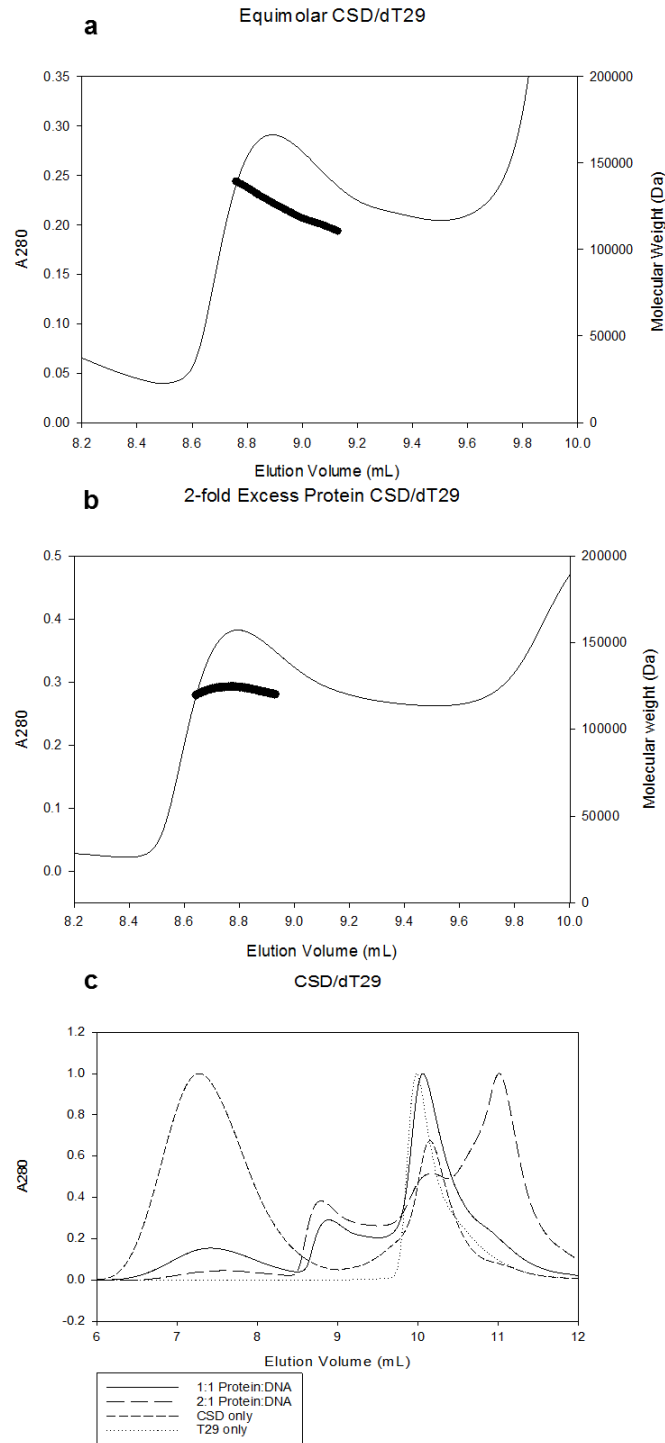 a
Equimolar CSD/dT29
0.35
0.30
0.25
0.20
0.15
0.10
0.05
0.00
A280
200000
150000
100000
50000
0
Molecular Weight (Da)
8.2 8.4 8.6 8.8 9.0 9.2 9.4 9.6 9.8 10.0
Elution Volume (mL)
b
2-fold Excess Protein CSD/dT29
0.5
0.4
0.3
0.2
0.1
0.0
A280
200000
150000
100000
50000
0
Molecular weight (Da)
8.2 8.4 8.6 8.8 9.0 9.2 9.4 9.6 9.8 10.0
Elution Volume (mL)
c
CSD/dT29
1.2
1.0
0.8
0.6
0.4
0.2
0.0
-0.2
A280
6 7 8 9 10 11 12
Elution Volume (mL)
1:1 Protein:DNA
2:1 Protein:DNA
CSD only
T29 only